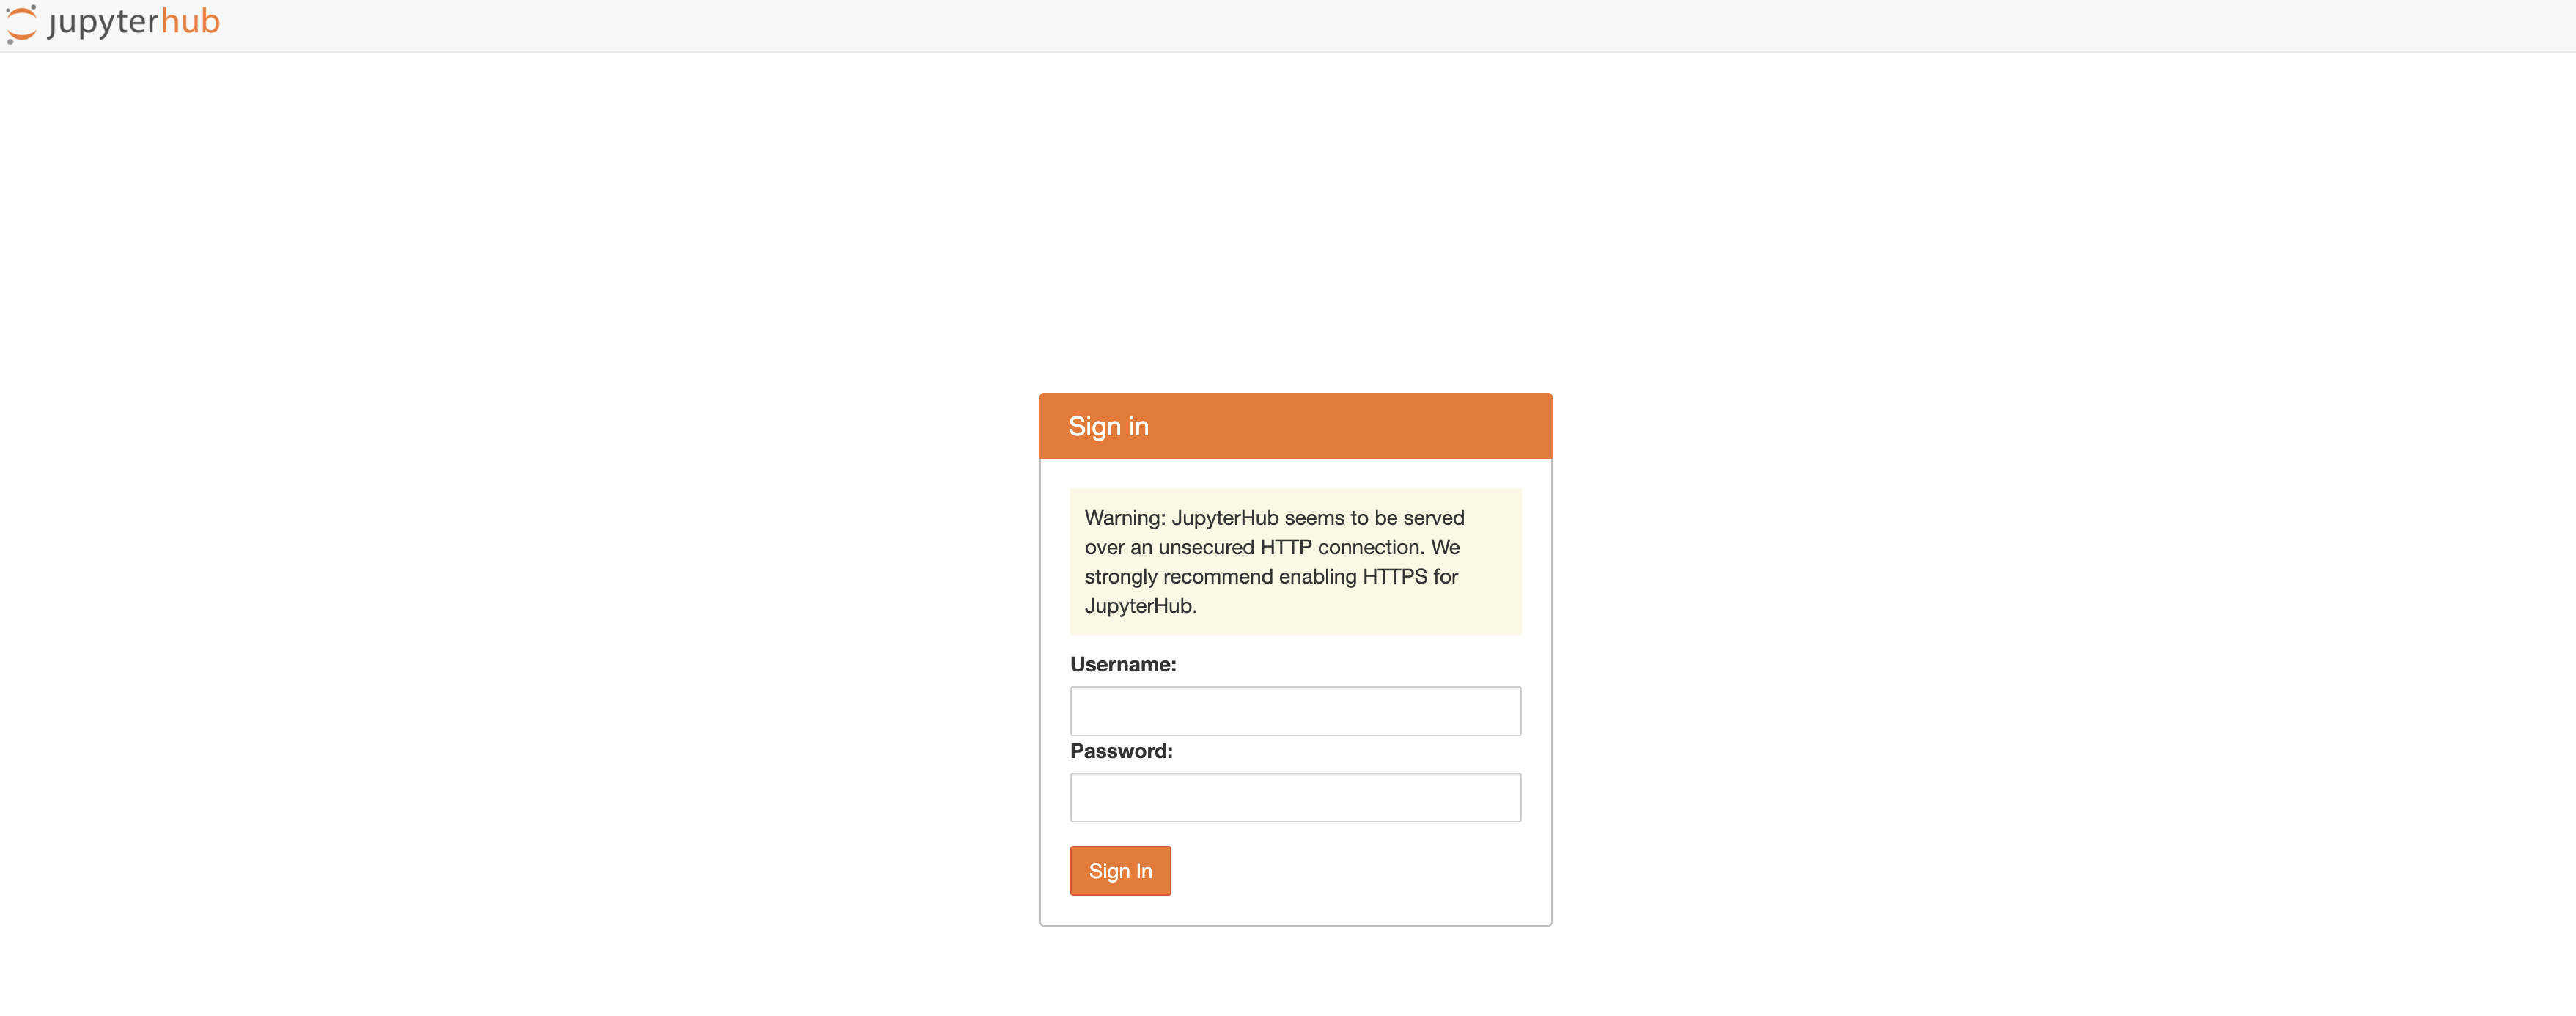 jupyterhub
Sign in
Warning: JupyterHub seems to be served
over an unsecured HTTP connection. We
strongly recommend enabling HTTPS for
JupyterHub.
Username:
Password:
Sign In